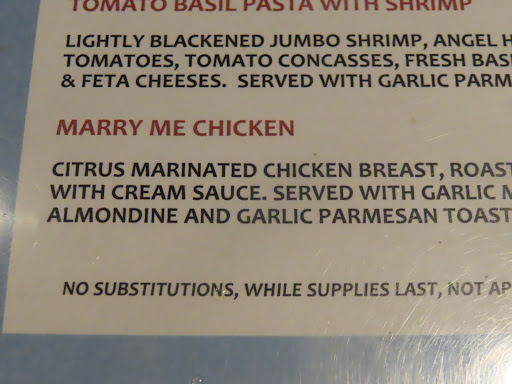 TOMATO BASIL PASTA WITH SHRIMP
LIGHTLY BLACKENED JUMBO SHRIMP, ANGEL
TOMATOES, TOMATO CONCASSES, FRESH
& FETA CHEESES. SERVED WITH GARLIC
MARRY ME CHICKEN
CITRUS MARINATED CHICKEN BREAST,
WITH CREAM SAUCE. SERVED WITH GARLIC
ALMONDINE AND GARLIC PARMESAN TOAST
NO SUBSTITUTIONS, WHILE SUPPLIES LAST, NOT